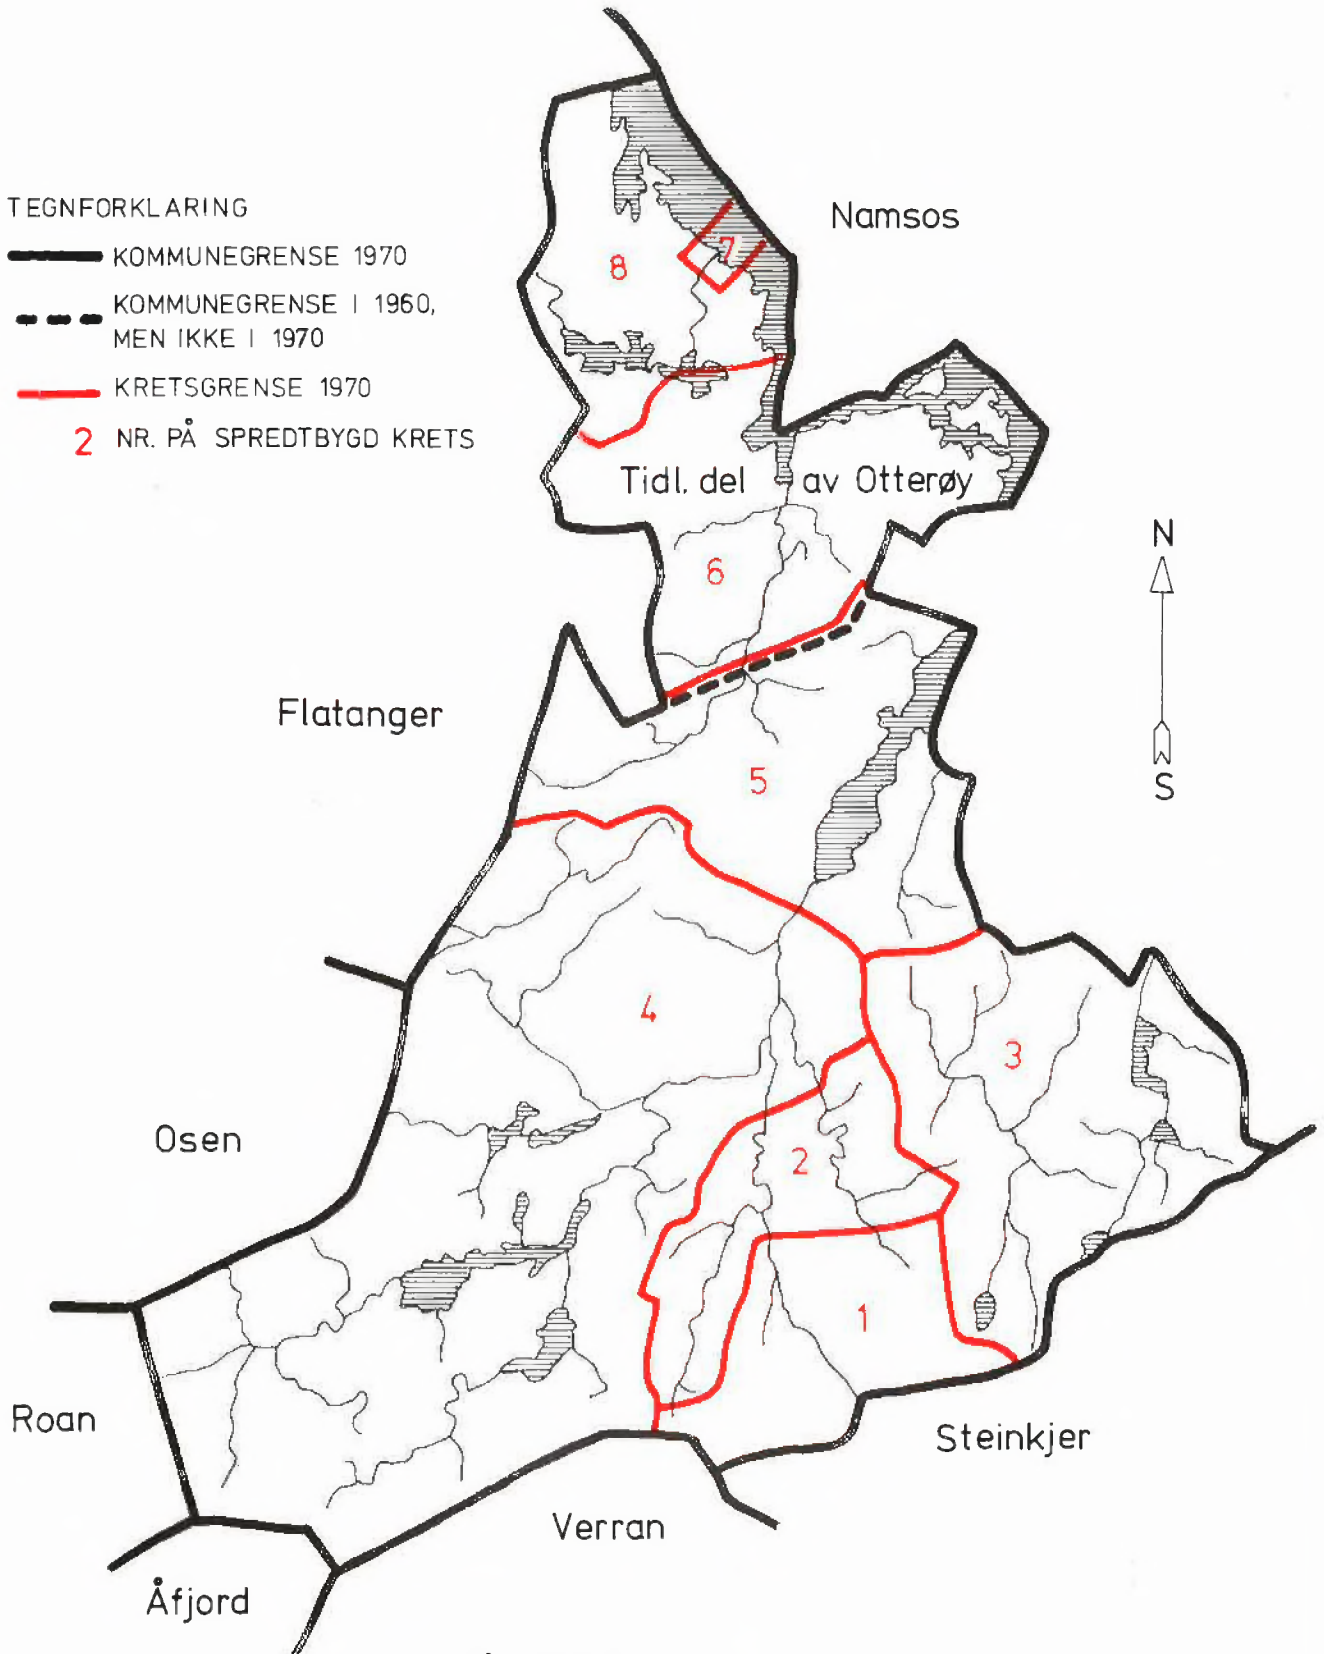 TEGNFORKLARING
KOMMUNEGRENSE 1970
KOMMUNEGRENSE I 1960,
MEN IKKE I 1970
KRETSGRENSE 1970
2 NR. PÅ SPREDTBYGD KRETS
Namsos
7
8
Tidl. del av Otterøy
N
6
Flatanger
5
S
4
3
Osen
2
1
Roan
Steinkjer
Verran
Åfjord